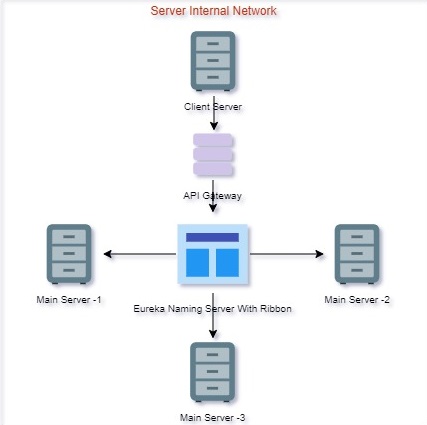 Server Internal Network
Client Server
API Gateway
Main Server -1
Eureka Naming Server With Ribbon
Main Server -2
Main Server -3